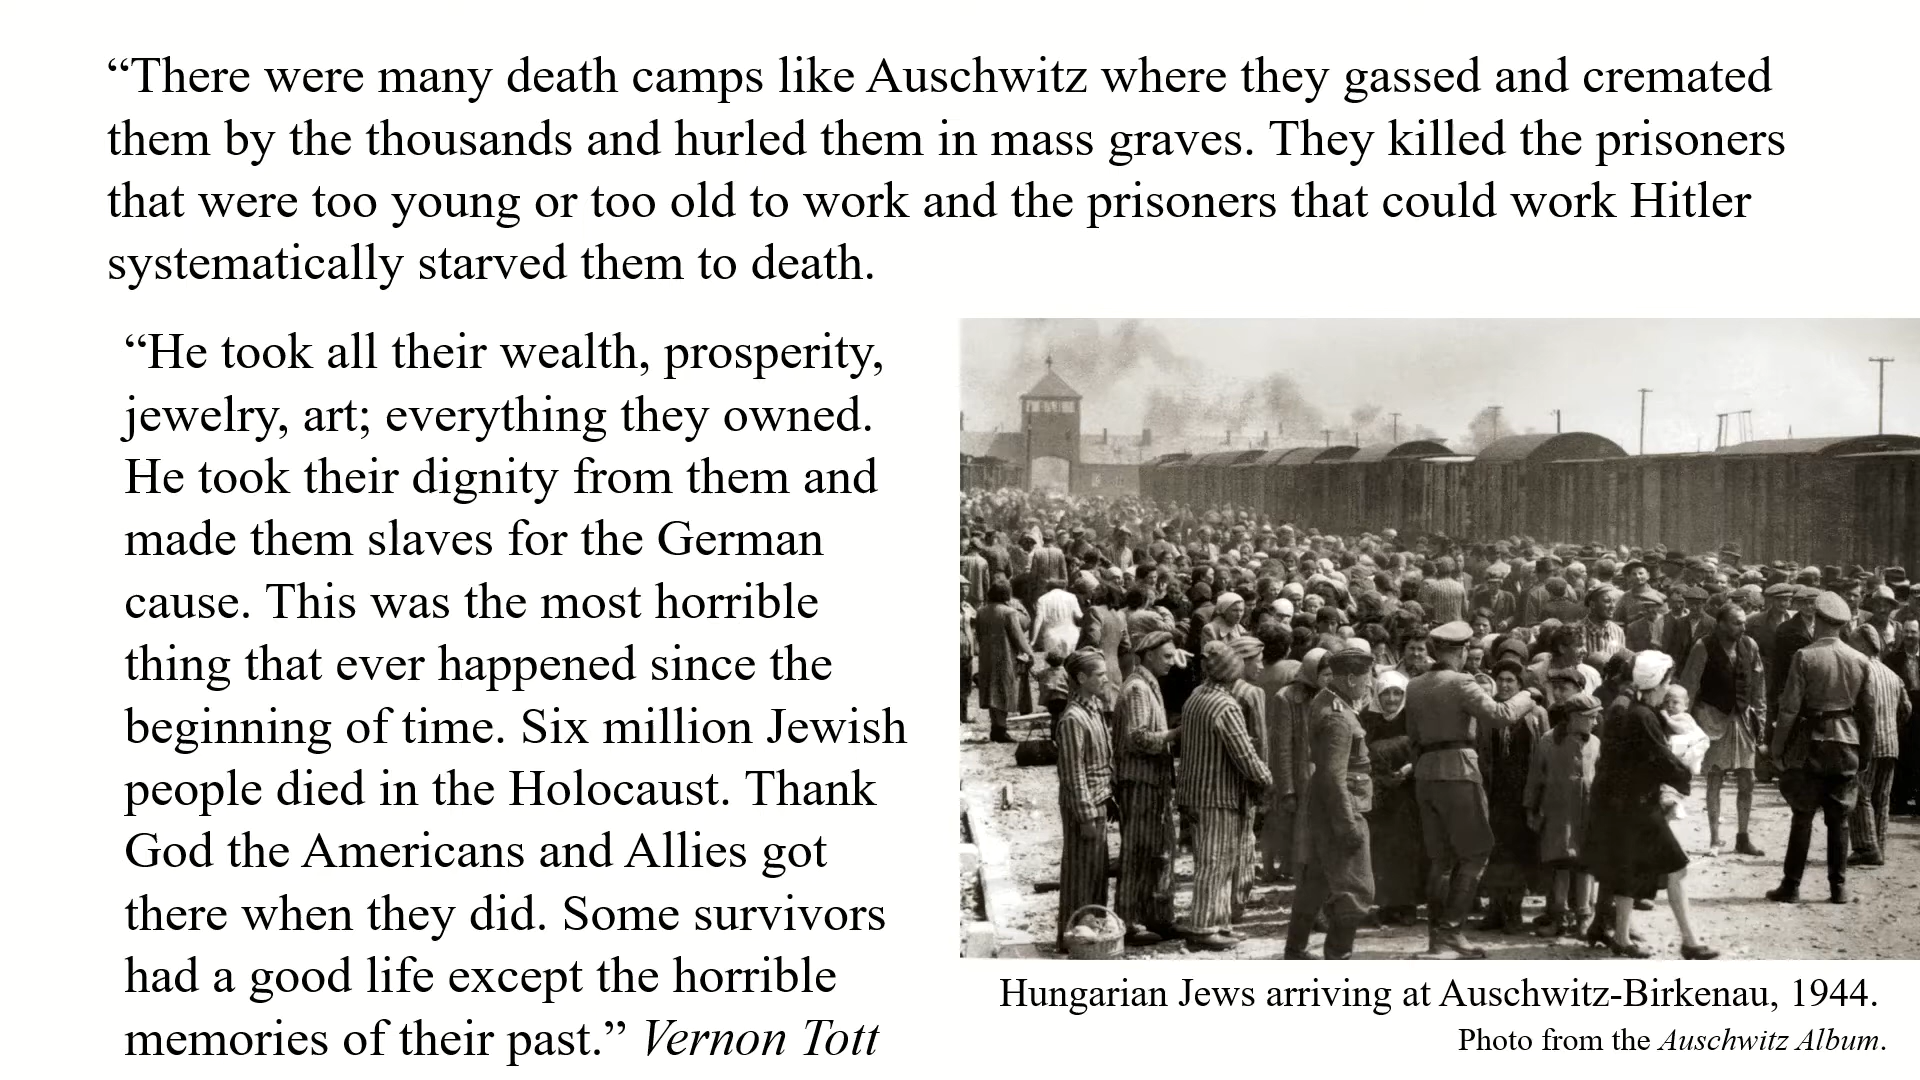 “There were many death camps like Auschwitz where they gassed and cremated
them by the thousands and hurled them in mass graves. They killed the prisoners
that were too young or too old to work and the prisoners that could work Hitler
systematically starved them to death.
“He took all their wealth, prosperity,
jewelry, art; everything they owned.
He took their dignity from them and
made them slaves for the German
cause. This was the most horrible
thing that ever happened since the
beginning of time. Six million Jewish
people died in the Holocaust. Thank
God the Americans and Allies got
there when they did. Some survivors
had a good life except the horrible
memories of their past.” Vernon Tott
Hungarian Jews arriving at Auschwitz-Birkenau, 1944.
Photo from the Auschwitz Album.